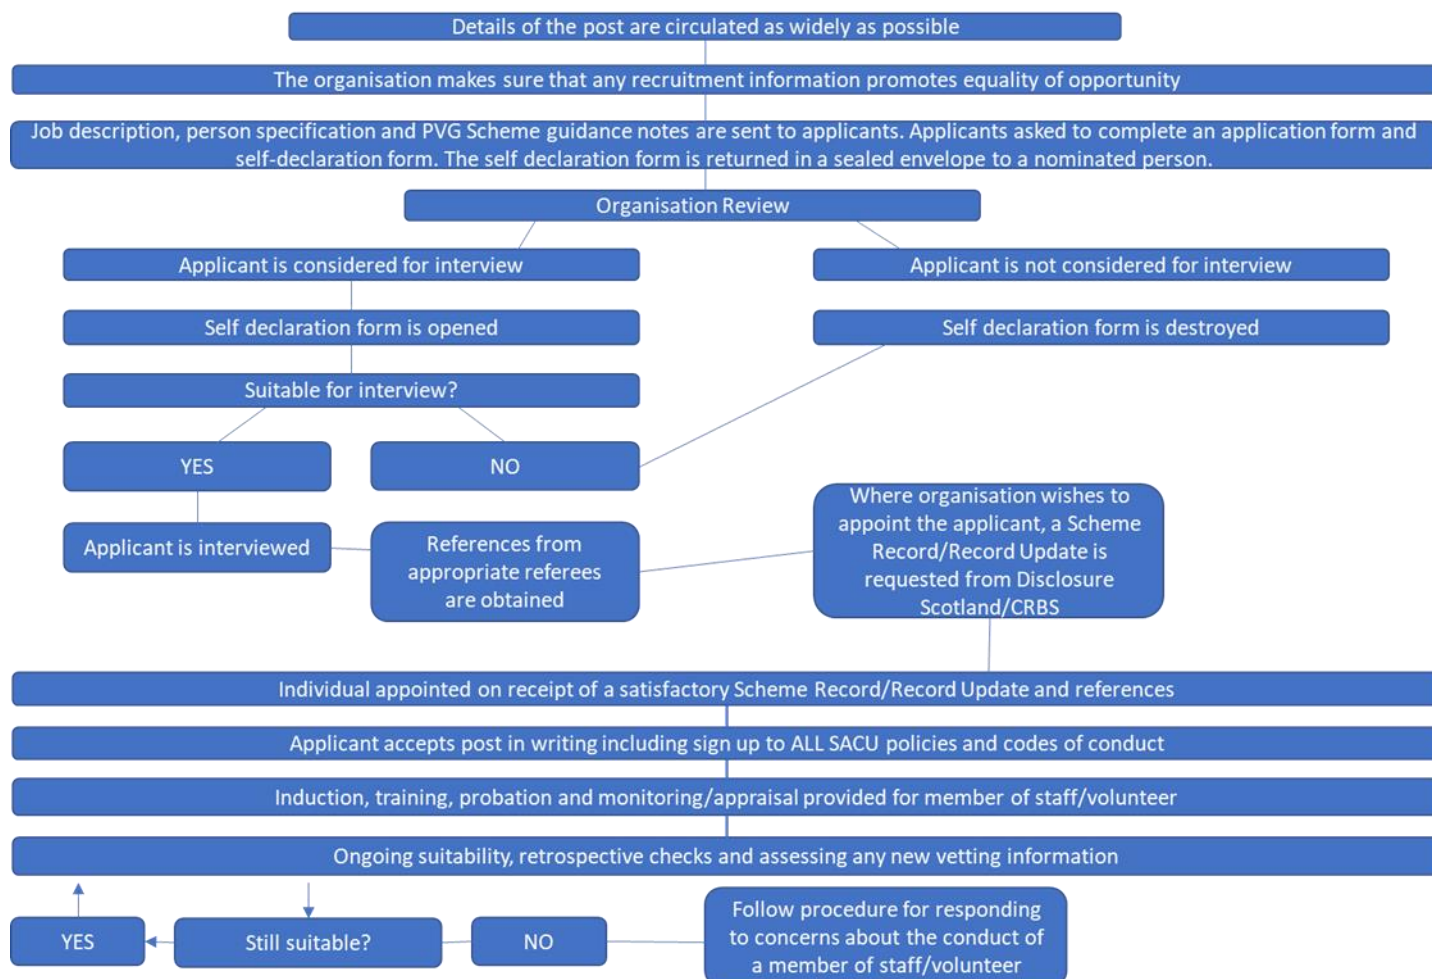 Details of the post are circulated as widely as possible
The organisation makes sure that any recruitment information promotes equality of opportunity
Job description, person specification and PVG Scheme guidance notes are sent to applicants. Applicants asked to complete an application form and
self-declaration form. The self declaration form is returned in a sealed envelope to a nominated person.
Organisation Review
Applicant is considered for interview
Applicant is not considered for interview
Self declaration form is opened
Self declaration form is destroyed
Suitable for interview?
YES
NO
Applicant is interviewed
References from
appropriate referees
are obtained
Where organisation wishes to
appoint the applicant, a Scheme
Record/Record Update is
requested from Disclosure
Scotland/CRBS
Individual appointed on receipt of a satisfactory Scheme Record/Record Update and references
Applicant accepts post in writing including sign up to ALL SACU policies and codes of conduct
Induction, training, probation and monitoring/appraisal provided for member of staff/volunteer
Ongoing suitability, retrospective checks and assessing any new vetting information
YES
Still suitable?
NO
Follow procedure for responding
to concerns about the conduct of
a member of staff/volunteer